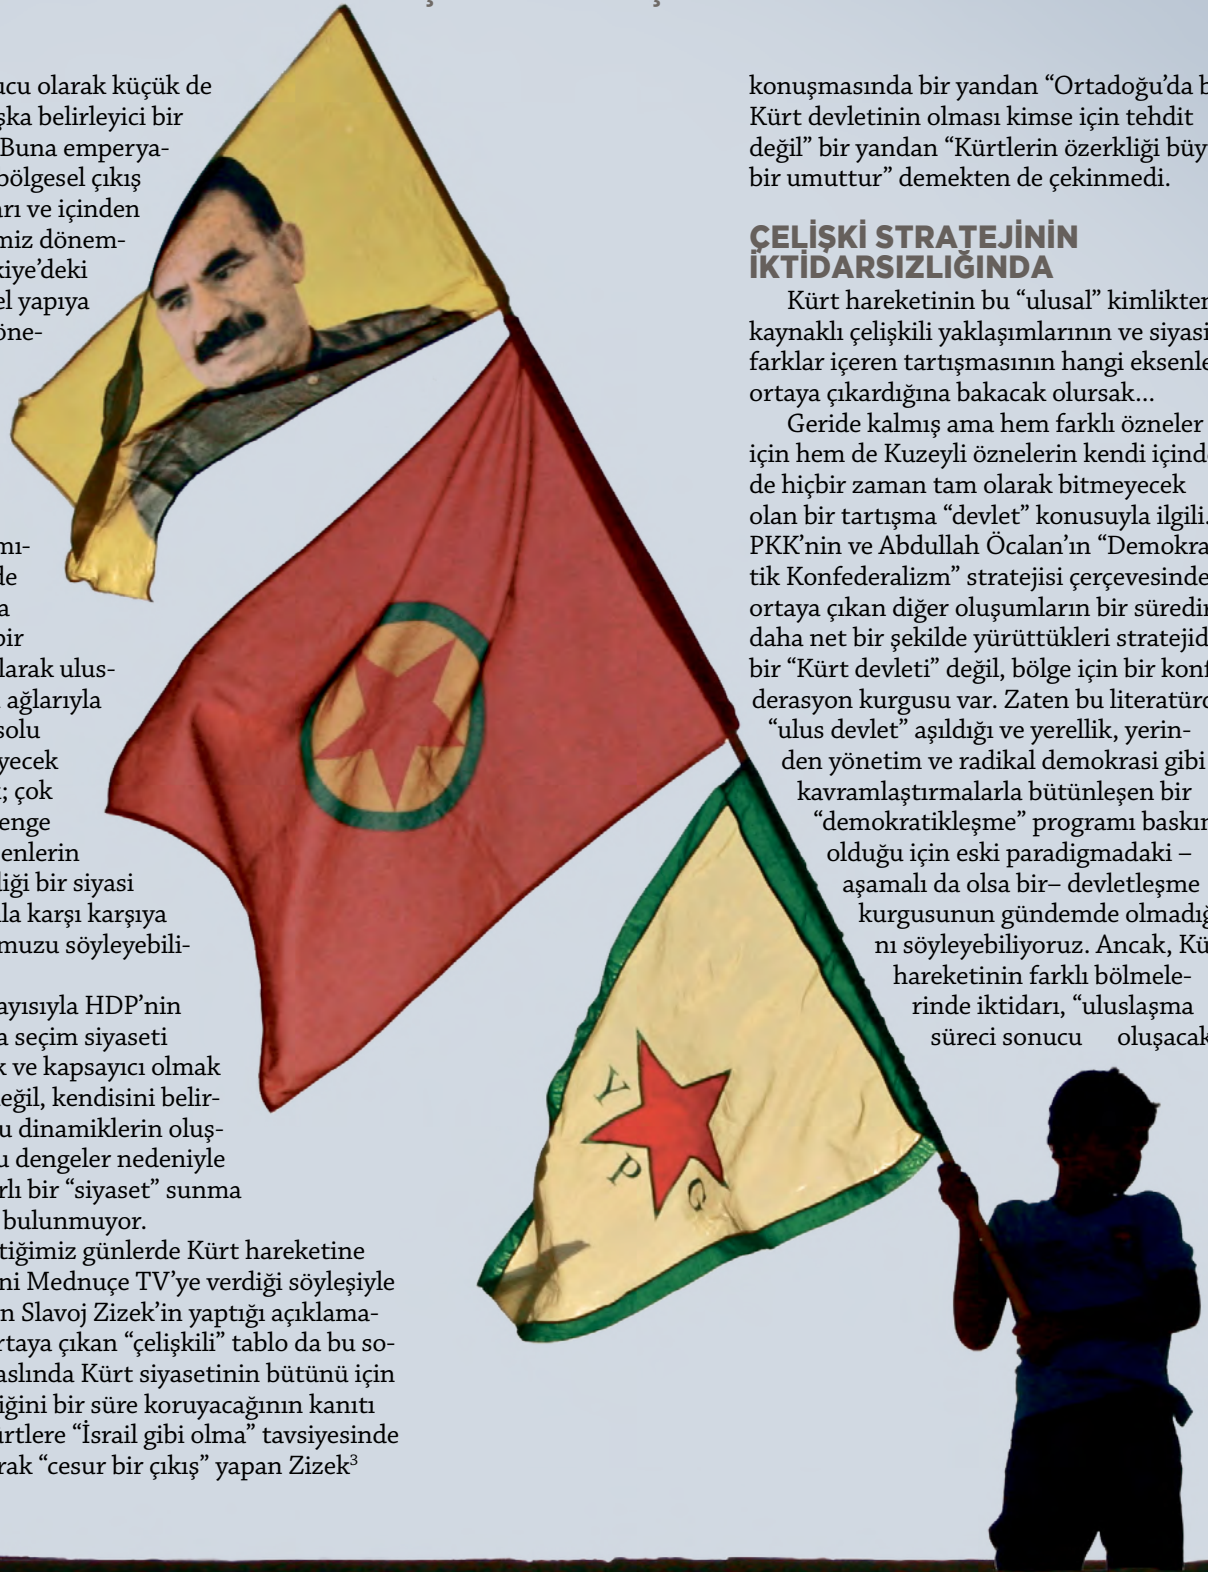 ucu olarak küçük de
şka belirleyici bir
Buna emperya-
bölgesel çıkış
arı ve içinden
miz dönem-
kiye’deki
el yapıya
öne-
mı-
de
a
bir
larak ulus-
ağlarıyla
solu
yecek
; çok
enge
enlerin
liği bir siyasi
la karşı karşıya
muzu söyleyebili-
ayısıyla HDP’nin
a seçim siyaseti
k ve kapsayıcı olmak
eğil, kendisini belir-
u dinamiklerin oluş-
u dengeler nedeniyle
rlı bir “siyaset” sunma
bulunmuyor.
tiğimiz günlerde Kürt hareketine
ni Mednuçe TV’ye verdiği söyleşiyle
n Slavoj Zizek’in yaptığı açıklama-
rtaya çıkan “çelişkili” tablo da bu so-
aslında Kürt siyasetinin bütünü için
iğini bir süre koruyacağının kanıtı
ürtlere “İsrail gibi olma” tavsiyesinde
rak “cesur bir çıkış” yapan Zizek³
konuşmasında bir yandan “Ortadoğu’da b
Kürt devletinin olması kimse için tehdit
değil” bir yandan “Kürtlerin özerkliği büy
bir umuttur” demekten de çekinmedi.
ÇELİŞKİ STRATEJİNİN
İKTİDARSIZLIĞINDA
Kürt hareketinin bu “ulusal” kimlikten
kaynaklı çelişkili yaklaşımlarının ve siyasi
farklar içeren tartışmasının hangi eksenle
ortaya çıkardığına bakacak olursak...
Geride kalmış ama hem farklı özneler
için hem de Kuzeyli öznelerin kendi içinde
de hiçbir zaman tam olarak bitmeyecek
olan bir tartışma “devlet” konusuyla ilgili.
PKK’nin ve Abdullah Öcalan’ın “Demokra-
tik Konfederalizm” stratejisi çerçevesinde
ortaya çıkan diğer oluşumların bir süredir
daha net bir şekilde yürüttükleri stratejid
bir “Kürt devleti” değil, bölge için bir konf
derasyon kurgusu var. Zaten bu literatürd
“ulus devlet” aşıldığı ve yerellik, yerin-
den yönetim ve radikal demokrasi gibi
kavramlaştırmalarla bütünleşen bir
“demokratikleşme” programı baskın
olduğu için eski paradigmadaki –
aşamalı da olsa bir– devletleşme
kurgusunun gündemde olmadığ
nı söyleyebiliyoruz. Ancak, Kü
hareketinin farklı bölmele-
rinde iktidarı, “uluslaşma
süreci sonucu oluşacak
Y P G